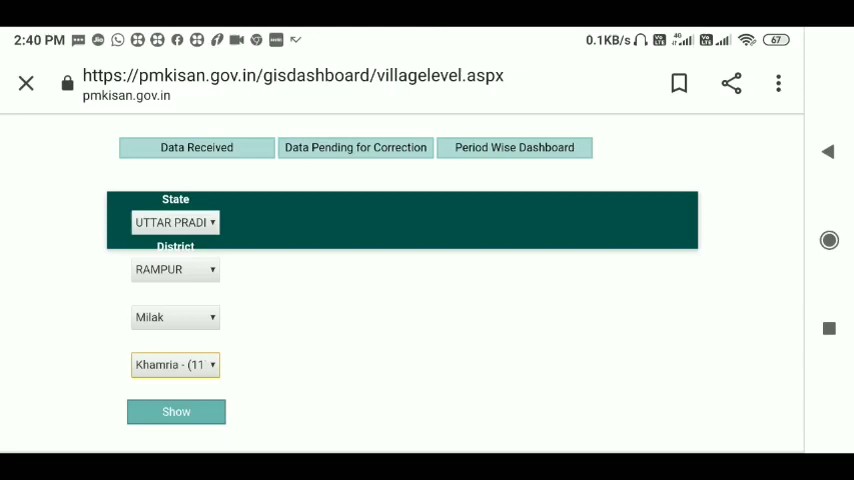 2:40 PM
0.1KB/s
4G
67
https://pmkisan.gov.in/gisdashboard/villagelevel.aspx
pmkisan.gov.in
Data Received
Data Pending for Correction
Period Wise Dashboard
State
UTTAR PRADI
District
RAMPUR
Milak
Khamria - (11
Show